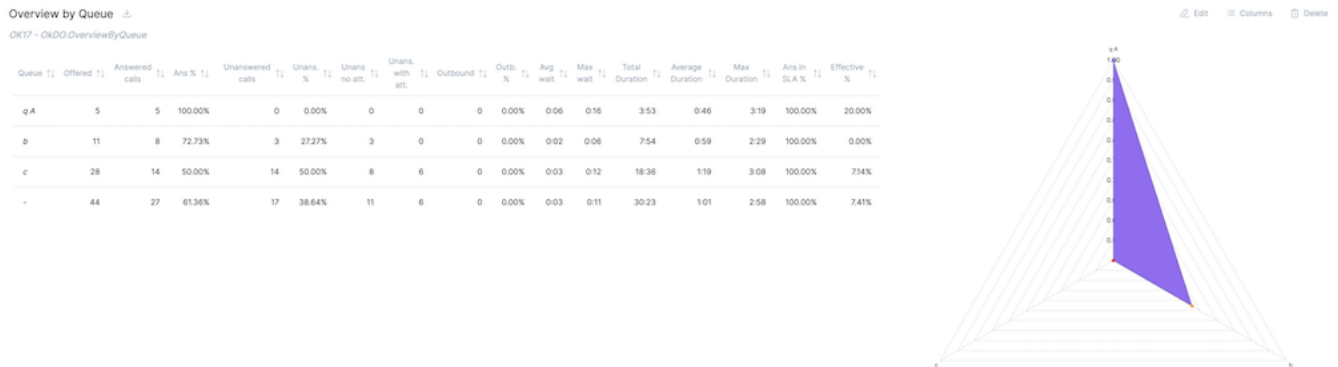 Overview by Queue
Edit Columns Delete
OK17 - OkDO.OverviewByQueue
Queue Offered Answered calls Ans % Unanswered calls Unans. % Unans no att. Unans. with att. Outbound Outb. % Avg wait Max wait Total Duration Average Duration Max Duration Ans in SLA % Effective %
q A 5 5 100.00% 0 0.00% 0 0 0 0.00% 0:06 0:16 3:53 0:46 3:19 100.00% 20.00%
b 11 8 72.73% 3 27.27% 3 0 0 0.00% 0:02 0:06 7:54 0:59 2:29 100.00% 0.00%
c 28 14 50.00% 14 50.00% 8 6 0 0.00% 0:03 0:12 18:36 1:19 3:08 100.00% 7.14%
- 44 27 61.36% 17 38.64% 11 6 0 0.00% 0:03 0:11 30:23 1:01 2:58 100.00% 7.41%
q A
1.00
c b